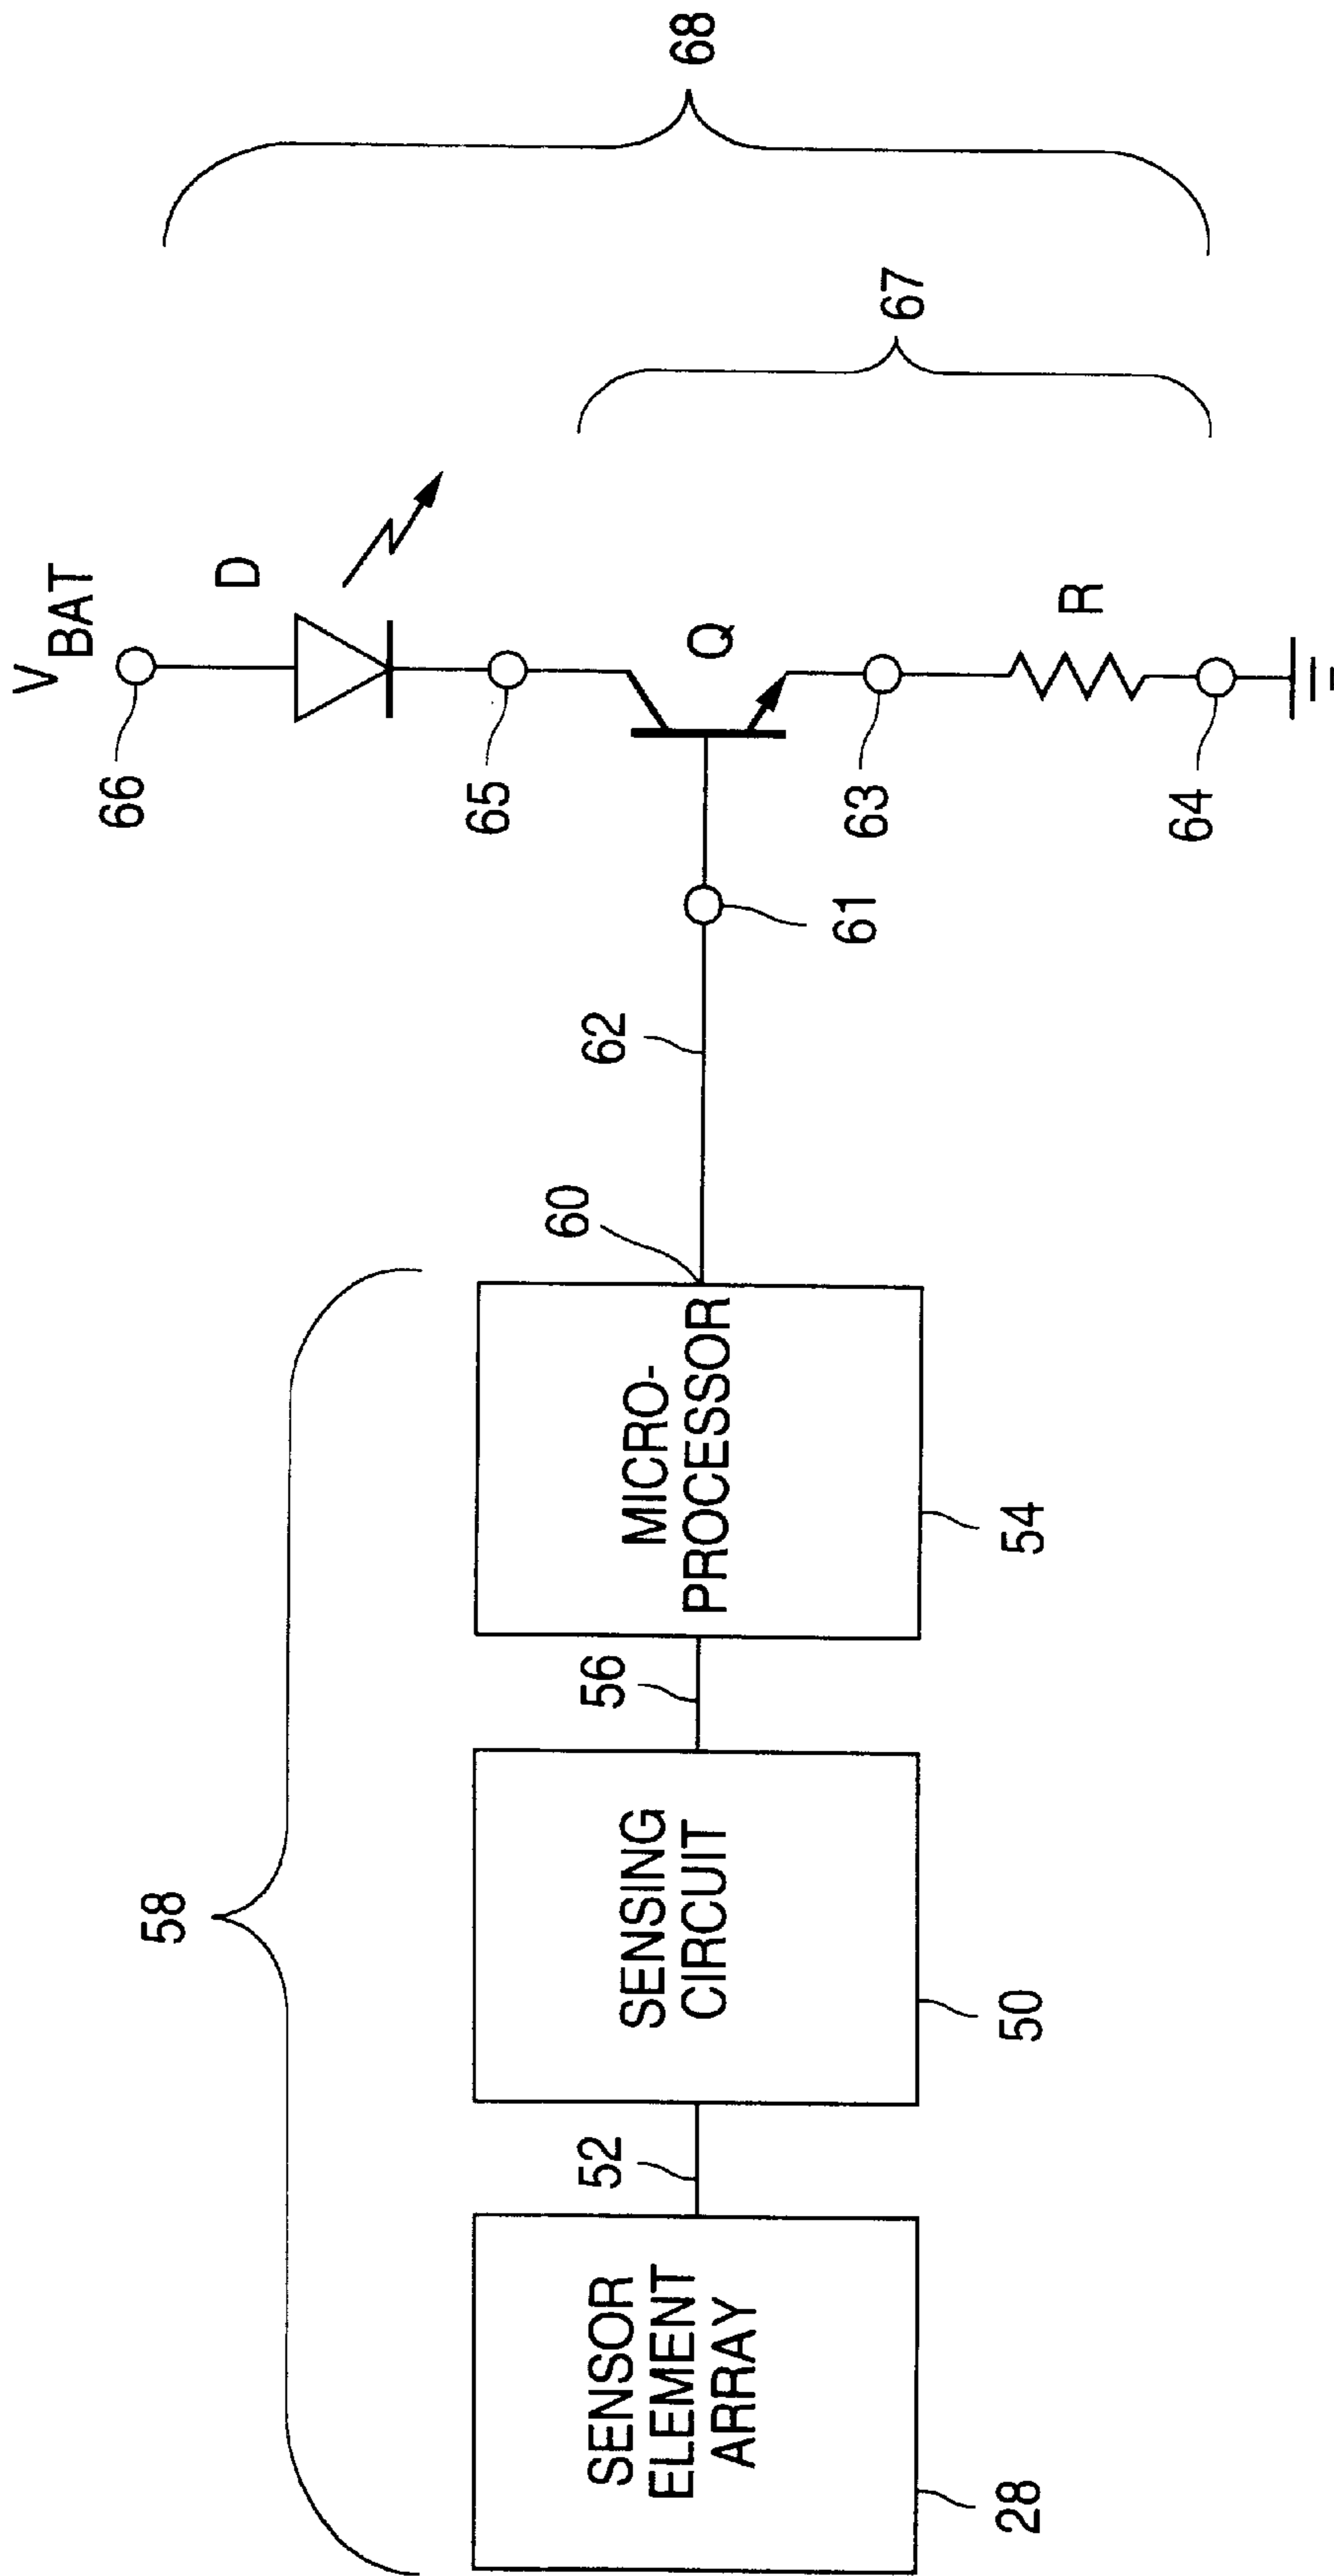 V
BAT
66
D
65
Q
63
R
64
61
62
60
67
68
58
MICRO-
PROCESSOR
54
56
SENSING
CIRCUIT
50
52
SENSOR
ELEMENT
ARRAY
28